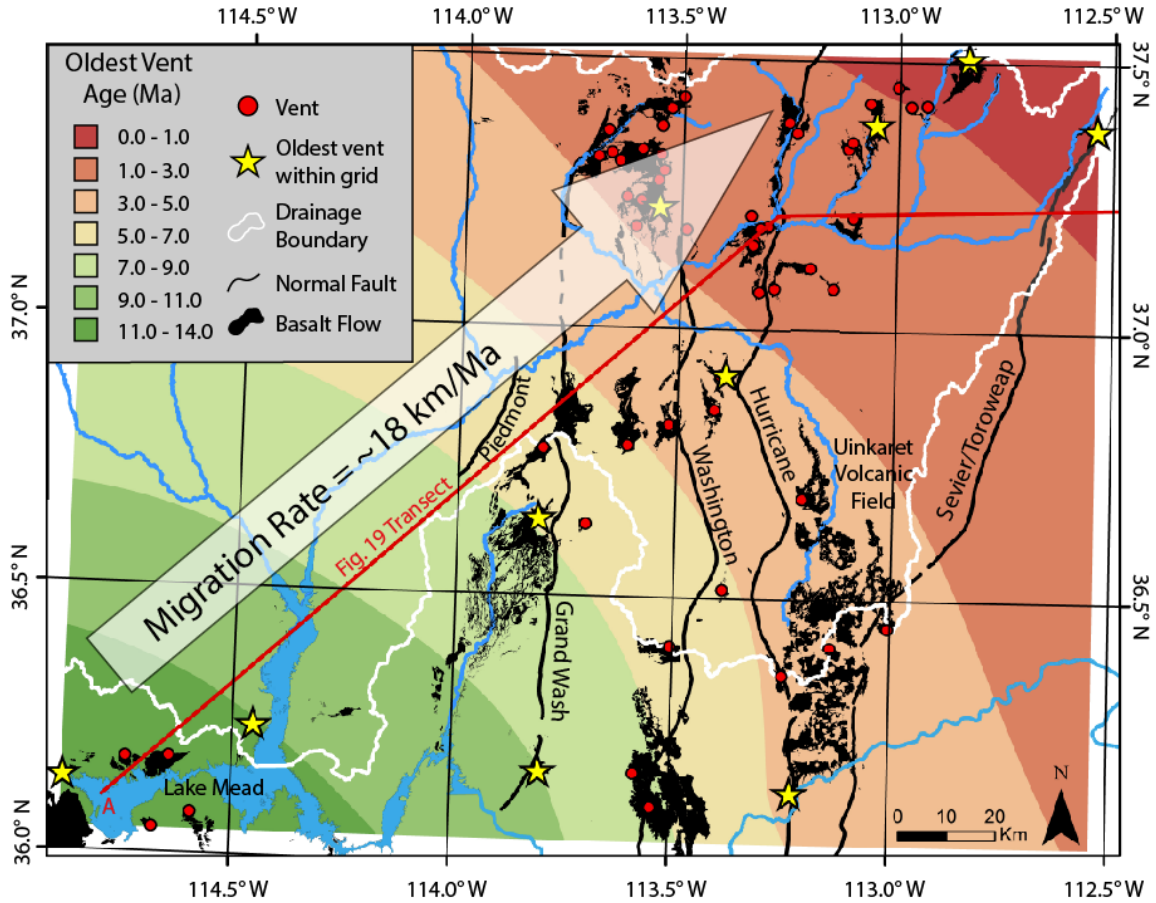 114.5°W 114.0°W 113.5°W 113.0°W 112.5°W
37.5°N
Oldest Vent
Age (Ma)
0.0 - 1.0
1.0 - 3.0
3.0 - 5.0
5.0 - 7.0
7.0 - 9.0
9.0 - 11.0
11.0 - 14.0
Vent
Oldest vent
within grid
Drainage
Boundary
Normal Fault
Basalt Flow
37.0°N
37.0°N
Migration Rate = ~18 km/Ma
Fig. 19 Transect
Piedmont
Grand Wash
Washington
Hurricane
Uinkaret
Volcanic
Field
Sevier/Toroweap
36.5°N
36.5°N
Lake Mead
A
N
0 10 20
Km
36.0°N
114.5°W 114.0°W 113.5°W 113.0°W 112.5°W